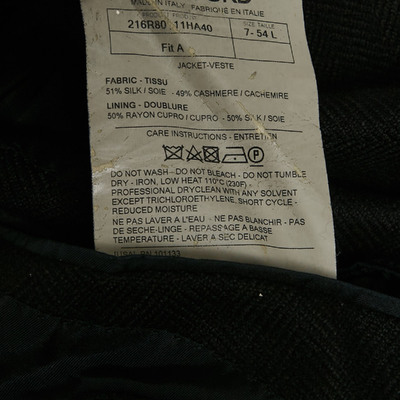 MADE IN ITALY FABRIQUÉ EN ITALIE
216R80 11HA40
SIZE-TAILLE
7- 54 L
Fit A
JACKET-VESTE
FABRIC - TISSU
51% SILK / SOIE - 49% CASHMERE / CACHEMIRE
LINING - DOUBLURE
50% RAYON CUPRO / CUPRO - 50% SILK / SOIE
CARE INSTRUCTIONS - ENTRETIEN
DO NOT WASH – DO NOT BLEACH - DO NOT TUMBLE
DRY - IRON, LOW HEAT 110°C (230F)
PROFESSIONAL DRYCLEAN WITH ANY SOLVENT
EXCEPT TRICHLOROETHYLENE, SHORT CYCLE -
REDUCED MOISTURE
NE PAS LAVER A L'EAU - NE PAS BLANCHIR - PAS
DE SECHE-LINGE - REPASSAGE A BASSE
TEMPERATURE - LAVER A SEC DELICAT